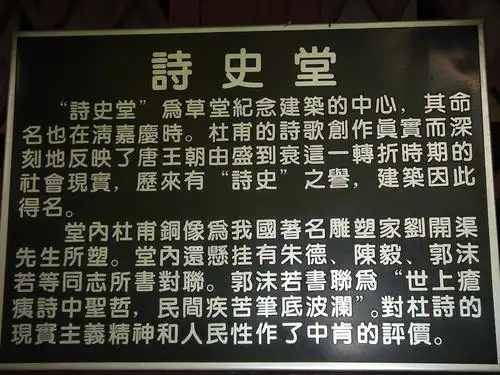 詩史堂
“詩史堂”為草堂紀念建築的中心，其命
名也在清嘉慶時。杜甫的詩歌創作真實而深
刻地反映了唐王朝由盛到衰這一轉折時期的
社會現實，歷來有“詩史”之譽，建築因此
得名。
堂内杜甫銅像為我國著名雕塑家劉開渠
先生所塑。堂内還懸挂有朱德、陳毅、郭沫
若等同志所書對聯。郭沫若書聯為“世上瘡
痍詩中聖哲，民間疾苦筆底波瀾”。對杜詩的
現實主義精神和人民性作了中肯的評價。